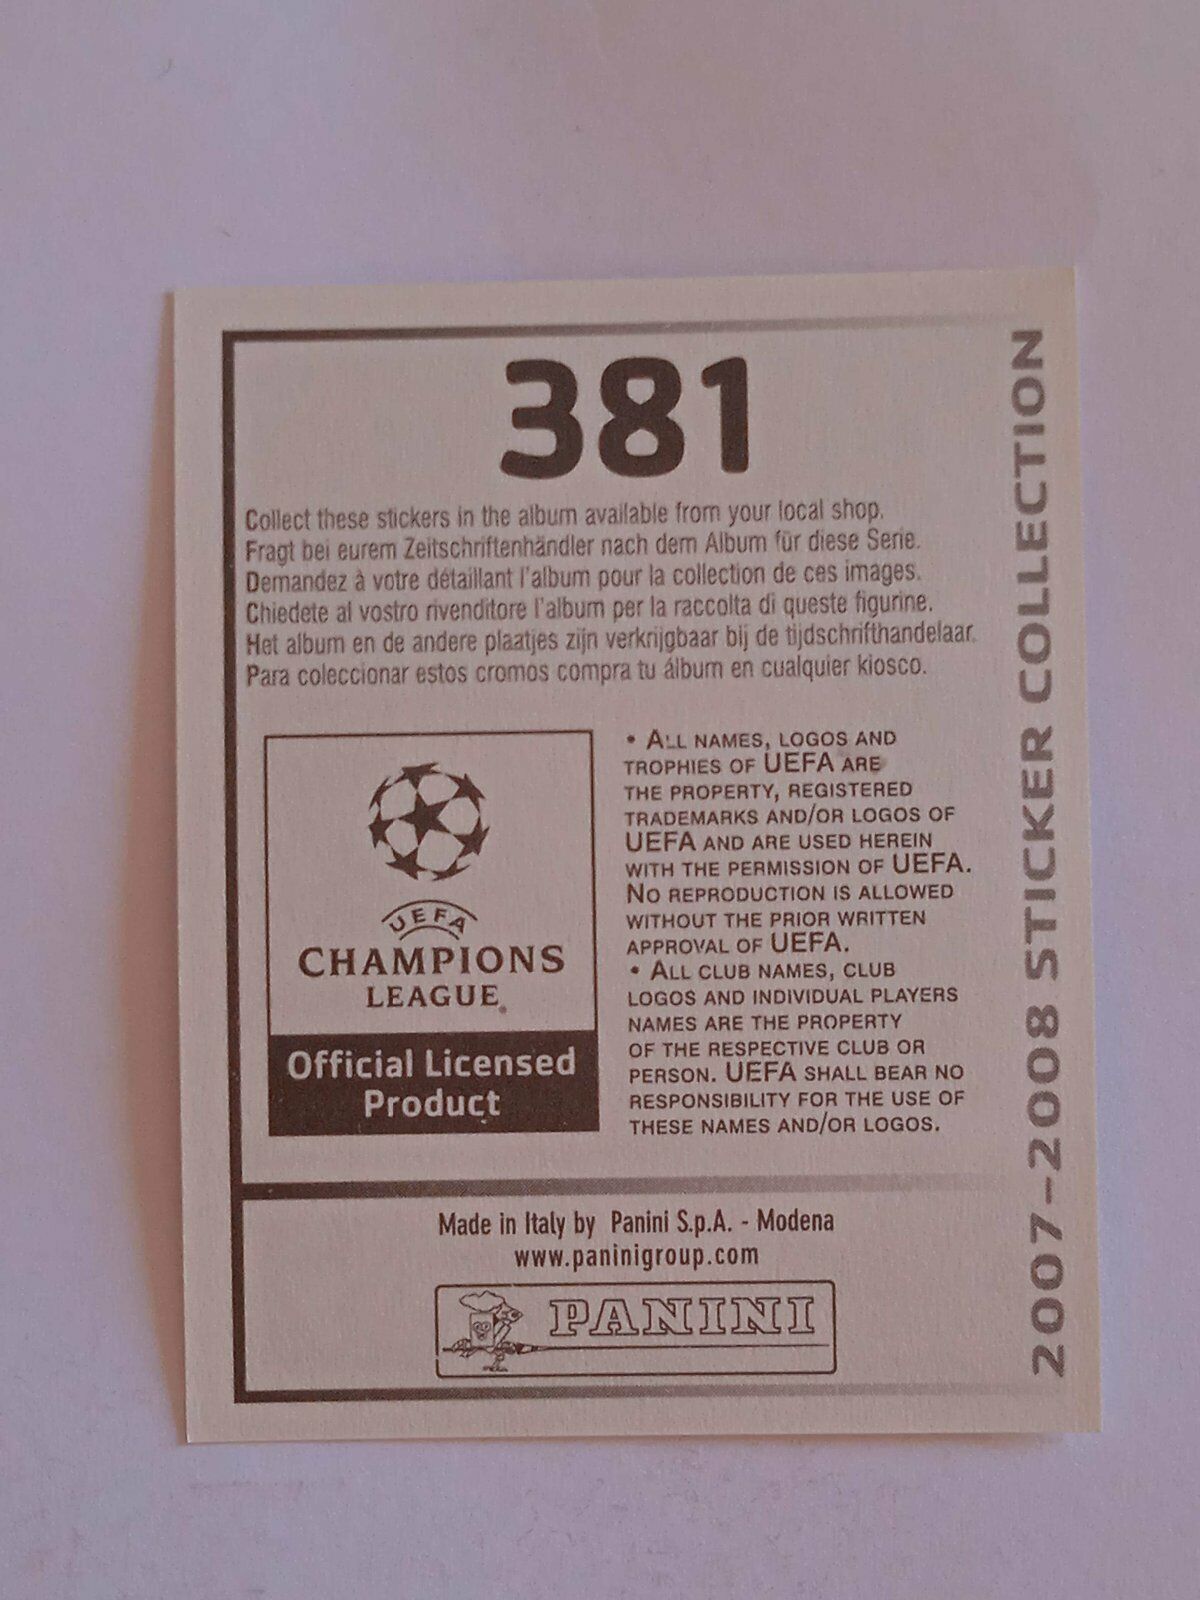 381
Collect these stickers in the album available from your local shop.
Fragt bei eurem Zeitschriftenhändler nach dem Album für diese Serie.
Demandez à votre détaillant l'album pour la collection de ces images.
Chiedete al vostro rivenditore l'album per la raccolta di queste figurine.
Het album en de andere plaatjes zijn verkrijgbaar bij de tijdschrifthandelaar.
Para coleccionar estos cromos compra tu álbum en cualquier kiosco.
UEFA
CHAMPIONS
LEAGUE
Official Licensed
Product
• ALL NAMES, LOGOS AND
TROPHIES OF UEFA ARE
THE PROPERTY, REGISTERED
TRADEMARKS AND/OR LOGOS OF
UEFA AND ARE USED HEREIN
WITH THE PERMISSION OF UEFA.
NO REPRODUCTION IS ALLOWED
WITHOUT THE PRIOR WRITTEN
APPROVAL OF UEFA.
• ALL CLUB NAMES, CLUB
LOGOS AND INDIVIDUAL PLAYERS
NAMES ARE THE PROPERTY
OF THE RESPECTIVE CLUB OR
PERSON. UEFA SHALL BEAR NO
RESPONSIBILITY FOR THE USE OF
THESE NAMES AND/OR LOGOS.
Made in Italy by Panini S.p.A. - Modena
www.paninigroup.com
PANINI
2007-2008 STICKER COLLECTION